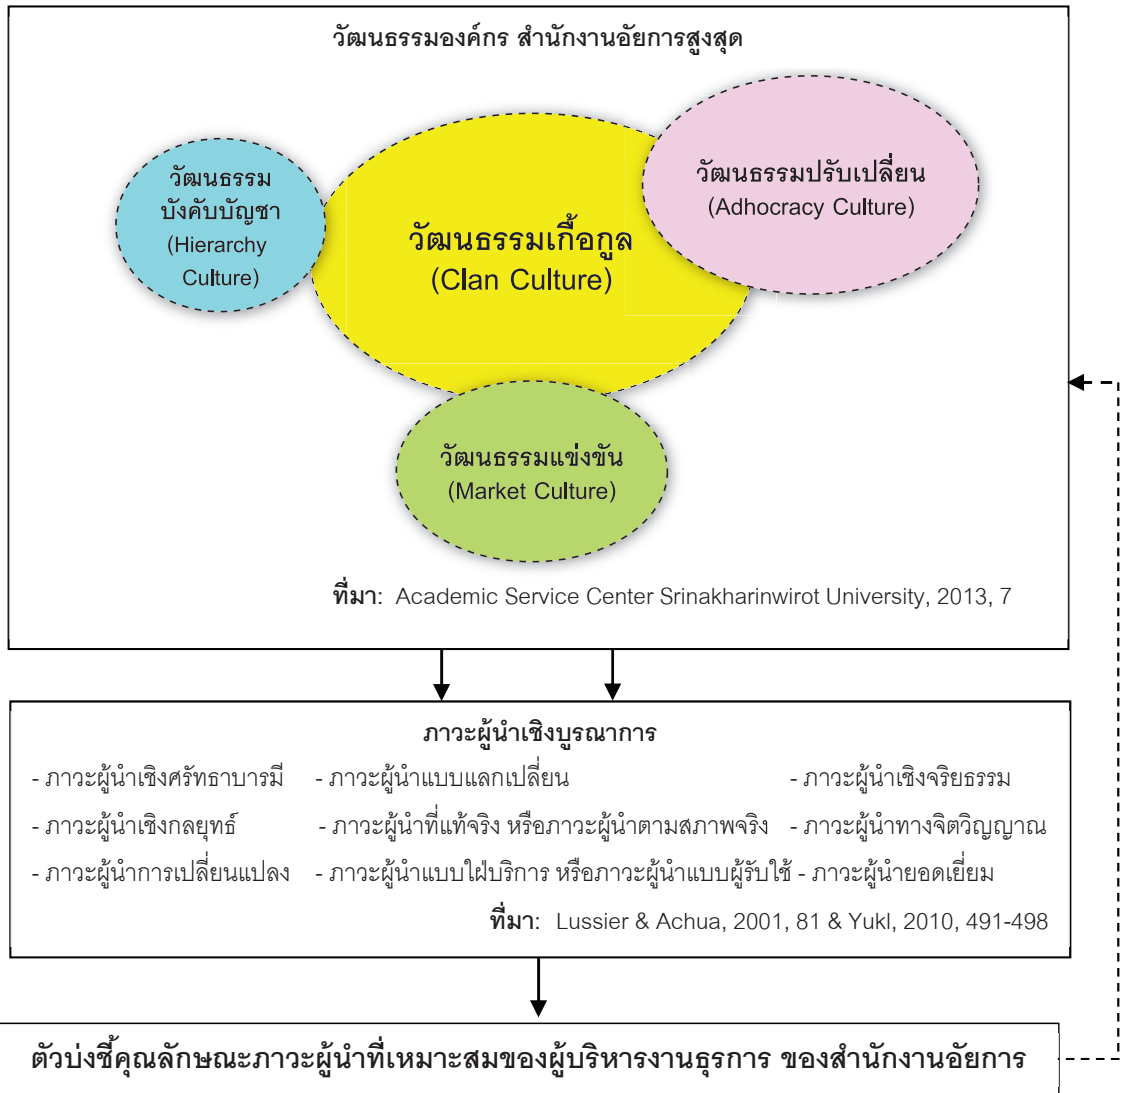 วัฒนธรรมองค์กร สำนักงานอัยการสูงสุด
วัฒนธรรม
บังคับบัญชา
(Hierarchy
Culture)
วัฒนธรรมเกื้อกูล
(Clan Culture)
วัฒนธรรมปรับเปลี่ยน
(Adhocracy Culture)
วัฒนธรรมแข่งขัน
(Market Culture)
ที่มา: Academic Service Center Srinakharinwirot University, 2013, 7
ภาวะผู้นำเชิงบูรณาการ
- ภาวะผู้นำเชิงศรัทธาบารมี - ภาวะผู้นำแบบแลกเปลี่ยน - ภาวะผู้นำเชิงจริยธรรม
- ภาวะผู้นำเชิงกลยุทธ์ - ภาวะผู้นำที่แท้จริง หรือภาวะผู้นำตามสภาพจริง - ภาวะผู้นำทางจิตวิญญาณ
- ภาวะผู้นำการเปลี่ยนแปลง - ภาวะผู้นำแบบใฝ่บริการ หรือภาวะผู้นำแบบผู้รับใช้ - ภาวะผู้นำยอดเยี่ยม
ที่มา: Lussier & Achua, 2001, 81 & Yukl, 2010, 491-498
ตัวบ่งชี้คุณลักษณะภาวะผู้นำที่เหมาะสมของผู้บริหารงานธุรการ ของสำนักงานอัยการ